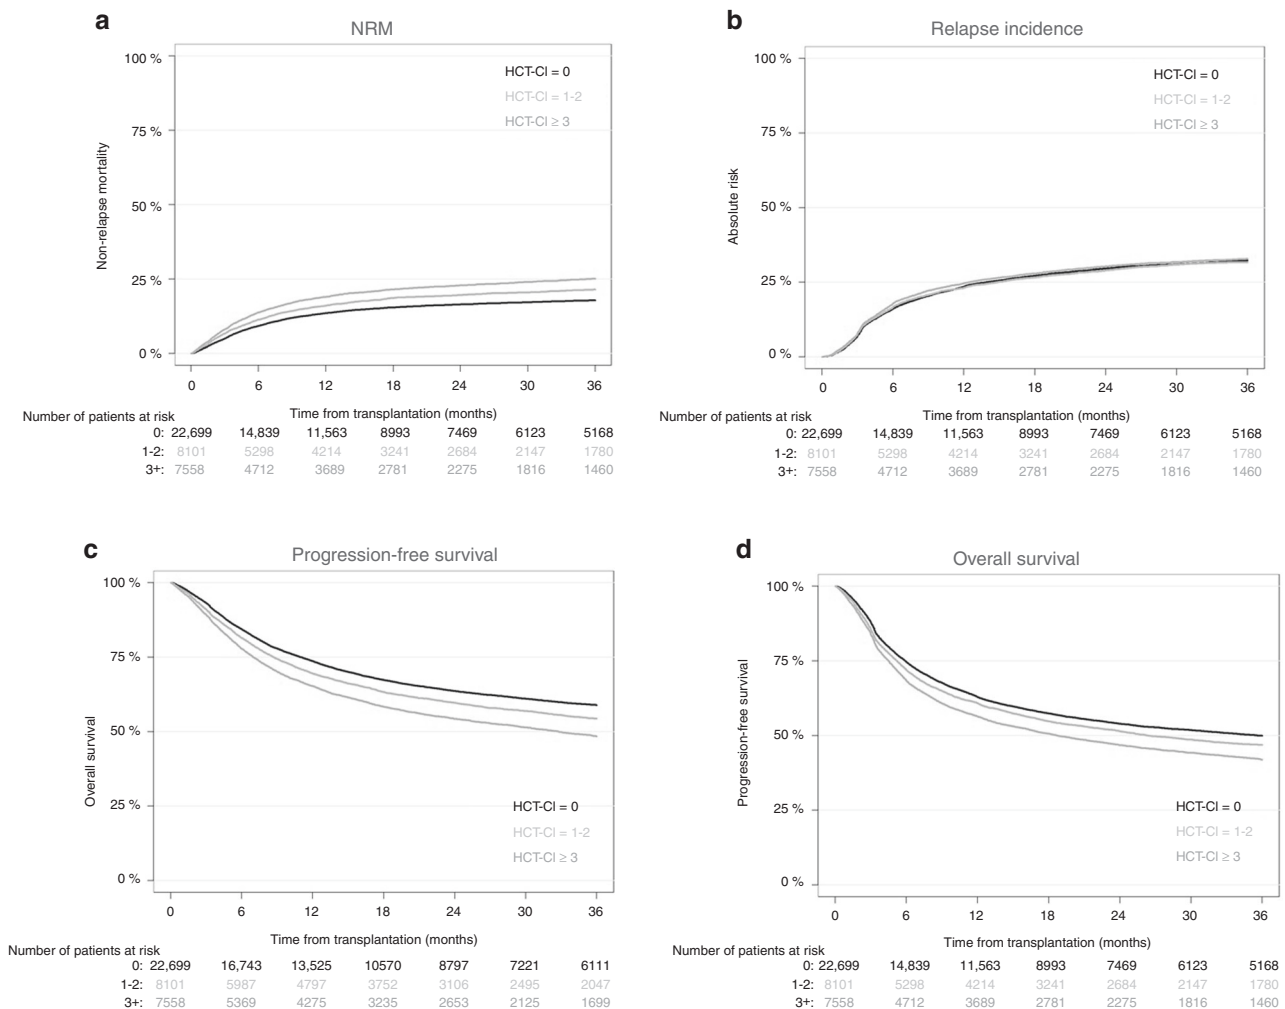 a
NRM
100 %
75 %
50 %
25 %
0 %
Non-relapse mortality
HCT-CI = 0
HCT-CI = 1-2
HCT-CI ≥ 3
0 6 12 18 24 30 36
Time from transplantation (months)
Number of patients at risk
0: 22,699 14,839 11,563 8993 7469 6123 5168
1-2: 8101 5298 4214 3241 2684 2147 1780
3+: 7558 4712 3689 2781 2275 1816 1460
b
Relapse incidence
100 %
75 %
50 %
25 %
0 %
Absolute risk
HCT-CI = 0
HCT-CI = 1-2
HCT-CI ≥ 3
0 6 12 18 24 30 36
Time from transplantation (months)
Number of patients at risk
0: 22,699 14,839 11,563 8993 7469 6123 5168
1-2: 8101 5298 4214 3241 2684 2147 1780
3+: 7558 4712 3689 2781 2275 1816 1460
c
Progression-free survival
100 %
75 %
50 %
25 %
0 %
Overall survival
HCT-CI = 0
HCT-CI = 1-2
HCT-CI ≥ 3
0 6 12 18 24 30 36
Time from transplantation (months)
Number of patients at risk
0: 22,699 16,743 13,525 10570 8797 7221 6111
1-2: 8101 5987 4797 3752 3106 2495 2047
3+: 7558 5369 4275 3235 2653 2125 1699
d
Overall survival
100 %
75 %
50 %
25 %
0 %
Progression-free survival
HCT-CI = 0
HCT-CI = 1-2
HCT-CI ≥ 3
0 6 12 18 24 30 36
Time from transplantation (months)
Number of patients at risk
0: 22,699 14,839 11,563 8993 7469 6123 5168
1-2: 8101 5298 4214 3241 2684 2147 1780
3+: 7558 4712 3689 2781 2275 1816 1460